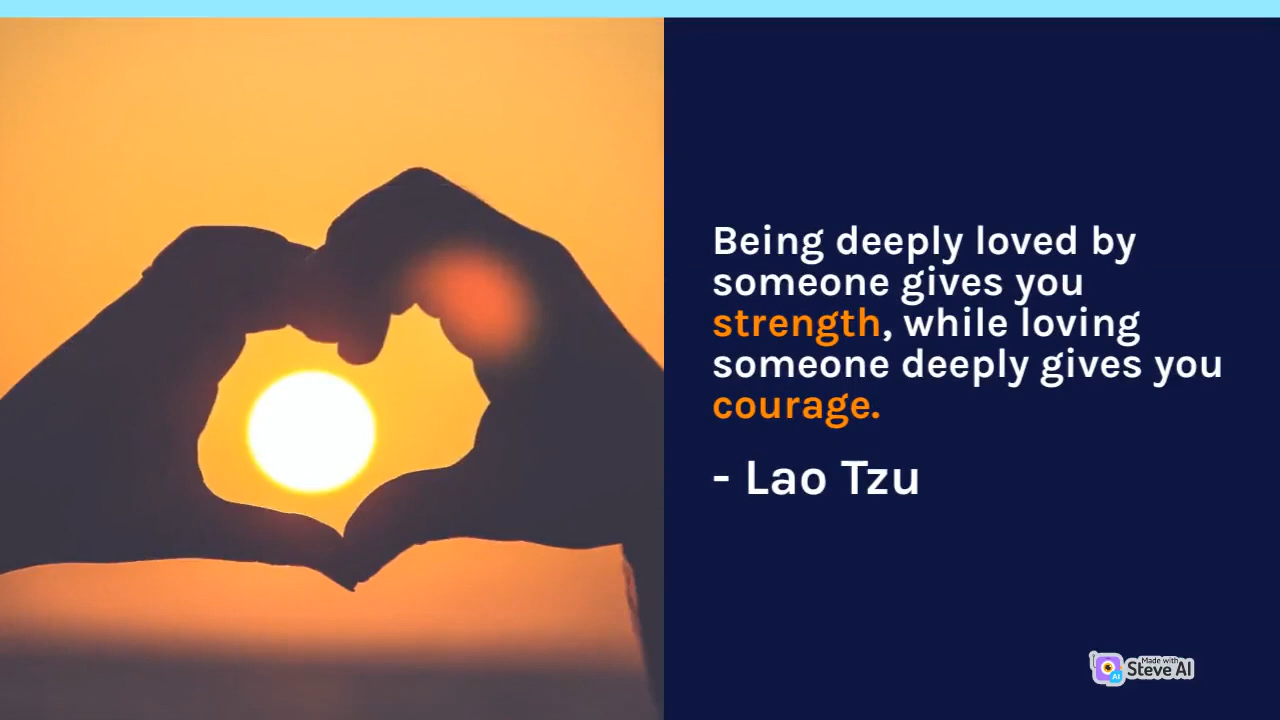 Being deeply loved by
someone gives you
strength, while loving
someone deeply gives you
courage.
- Lao Tzu
Made with
Steve AI
AI